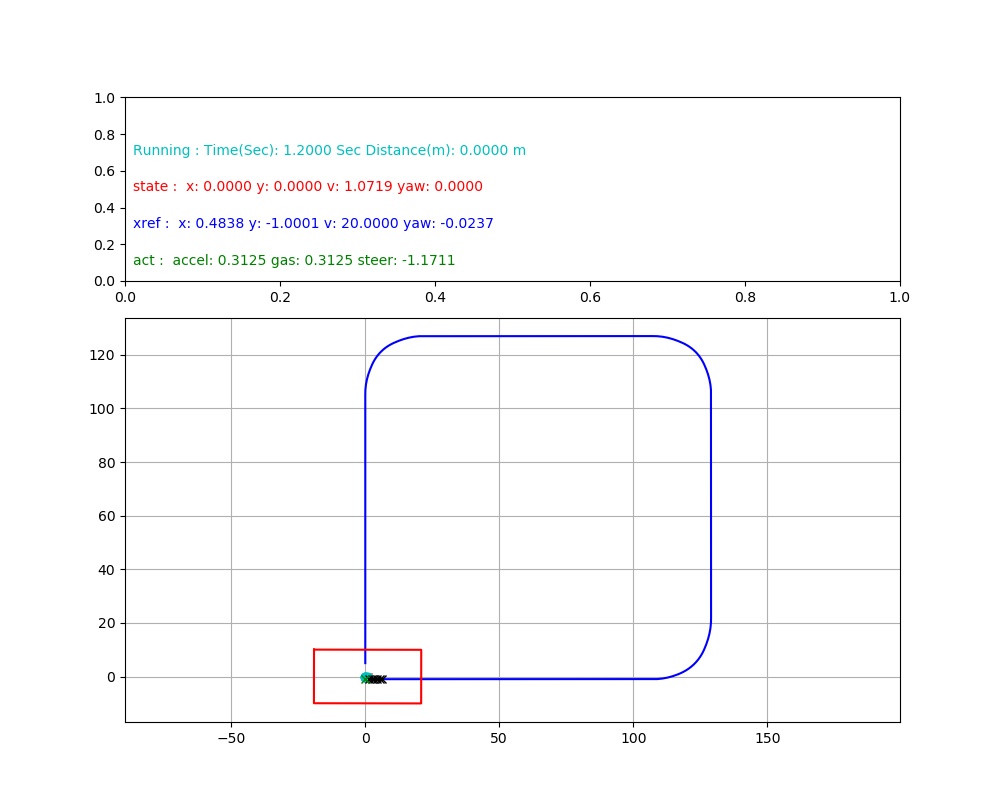 1.0
0.8
Running : Time(Sec): 1.2000 Sec Distance(m): 0.0000 m
0.6
state :  x: 0.0000 y: 0.0000 v: 1.0719 yaw: 0.0000
0.4
xref :  x: 0.4838 y: -1.0001 v: 20.0000 yaw: -0.0237
0.2
act :  accel: 0.3125 gas: 0.3125 steer: -1.1711
0.0
0.0 0.2 0.4 0.6 0.8 1.0
120
100
80
60
40
20
0
−50 0 50 100 150